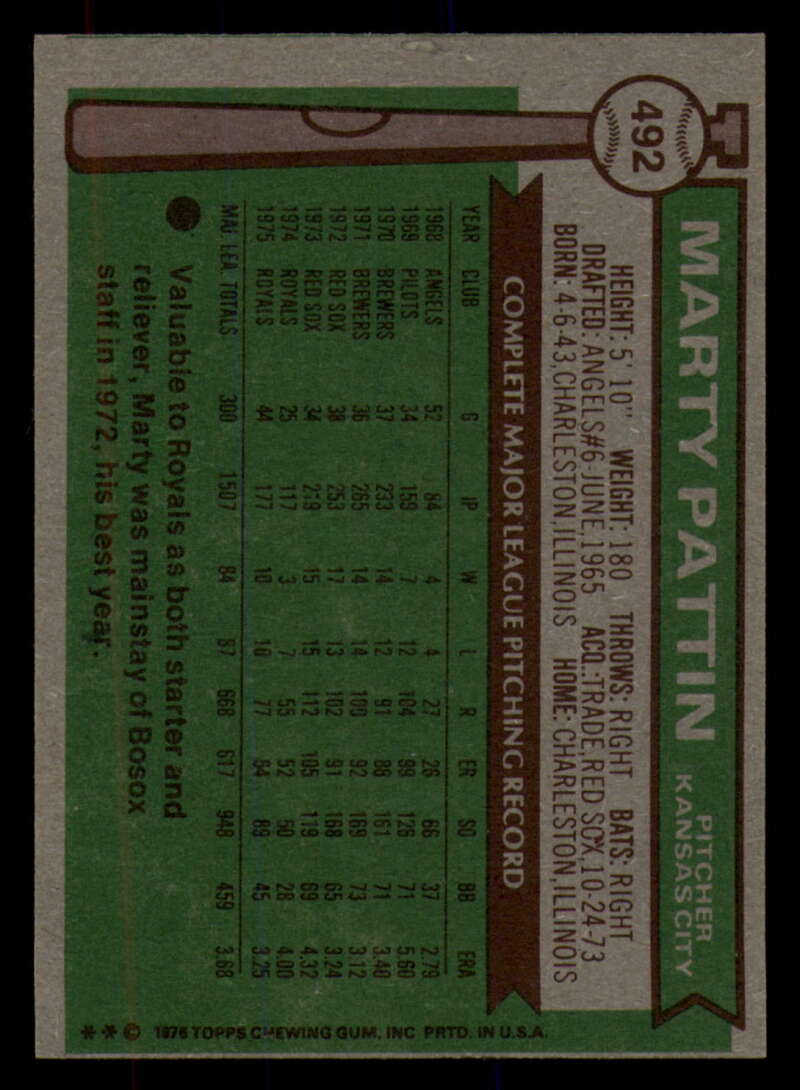 492
MARTY PATTIN
PITCHER
KANSAS CITY
HEIGHT: 5' 10" WEIGHT: 180 THROWS: RIGHT BATS: RIGHT
DRAFTED: ANGELS#6-JUNE,1965 ACQ.:TRADE,RED SOX,10-24-73
BORN: 4-6-43,CHARLESTON,ILLINOIS HOME: CHARLESTON,ILLINOIS
COMPLETE MAJOR LEAGUE PITCHING RECORD
YEAR CLUB G IP W L R ER SO BB ERA
1968 ANGELS 52 84 4 4 27 26 66 37 2.79
1969 PILOTS 34 159 7 12 104 99 126 71 5.60
1970 BREWERS 37 233 14 12 91 88 161 71 3.40
1971 BREWERS 36 265 14 14 100 92 169 73 3.12
1972 RED SOX 38 253 17 13 102 91 168 65 3.24
1973 RED SOX 34 219 15 15 112 105 119 69 4.32
1974 ROYALS 25 117 3 7 55 52 50 28 4.00
1975 ROYALS 44 177 10 10 77 64 89 45 3.25
MAJ. LEA. TOTALS 300 1507 84 87 668 617 948 459 3.68
Valuable to Royals as both starter and
reliever, Marty was mainstay of Bosox
staff in 1972, his best year.
** © 1976 TOPPS CHEWING GUM, INC PRTD. IN U.S.A.